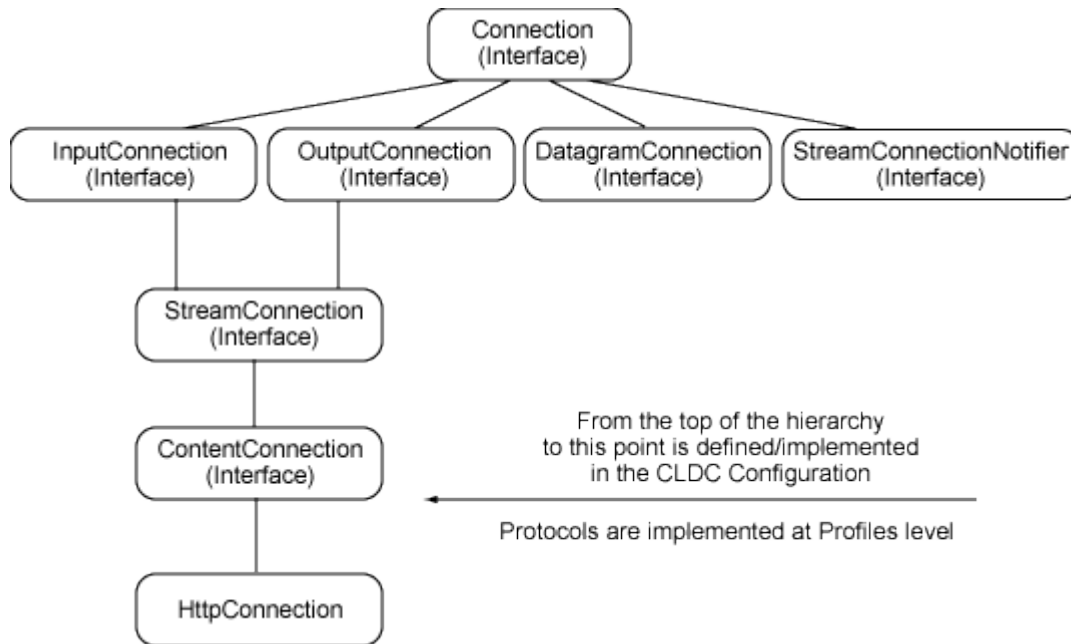 Connection
(Interface)
InputConnection
(Interface)
OutputConnection
(Interface)
DatagramConnection
(Interface)
StreamConnectionNotifier
(Interface)
StreamConnection
(Interface)
ContentConnection
(Interface)
From the top of the hierarchy
to this point is defined/implemented
in the CLDC Configuration
Protocols are implemented at Profiles level
HttpConnection